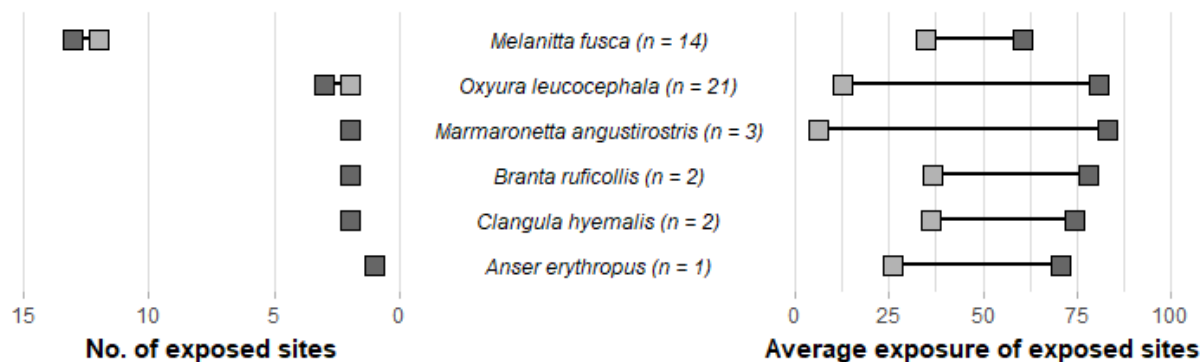 Melanitta fusca (n = 14)
Oxyura leucocephala (n = 21)
Marmaronetta angustirostris (n = 3)
Branta ruficollis (n = 2)
Clangula hyemalis (n = 2)
Anser erythropus (n = 1)
15 10 5 0
0 25 50 75 100
No. of exposed sites
Average exposure of exposed sites